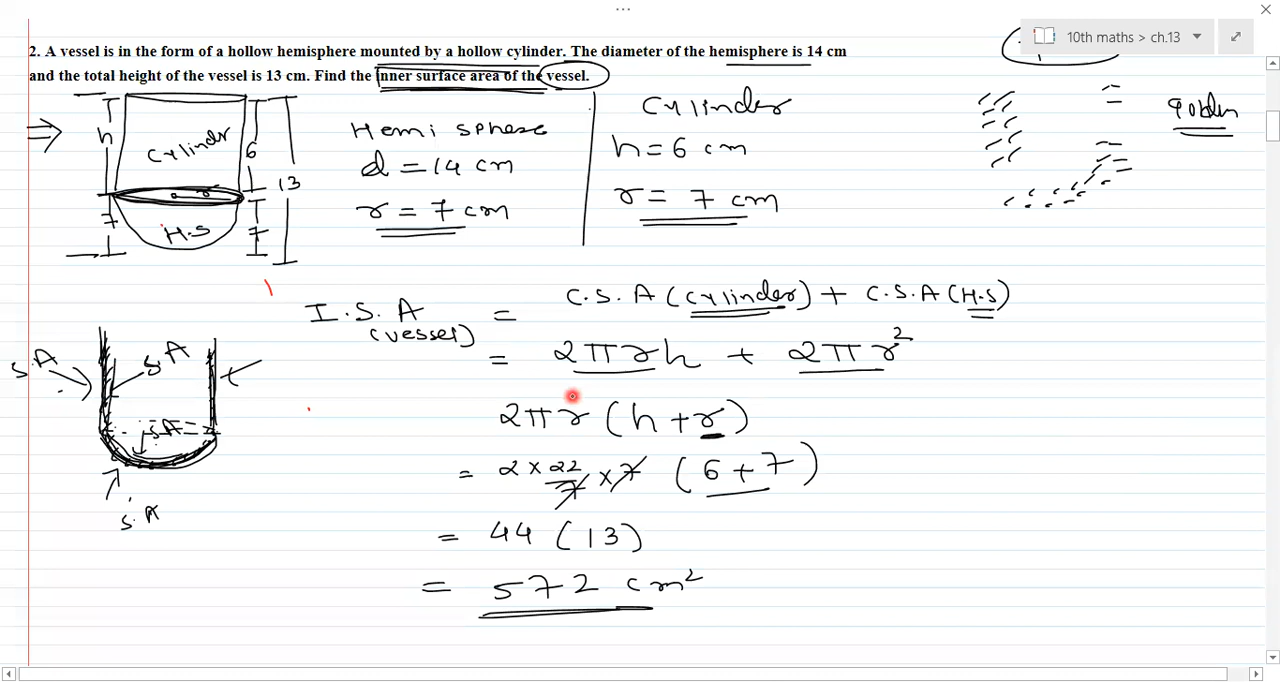 10th maths > ch.13
2. A vessel is in the form of a hollow hemisphere mounted by a hollow cylinder. The diameter of the hemisphere is 14 cm
and the total height of the vessel is 13 cm. Find the inner surface area of the vessel.
h
Cylinder
6
13
r
7
H.S
7
Hemi sphere
d = 14 cm
r = 7 cm
Cylinder
h = 6 cm
r = 7 cm
I.S.A (vessel) = C.S.A (Cylinder) + C.S.A (H.S)
= 2πrh + 2πr²
2πr (h + r)
= 2 × 22/7 × 7 (6 + 7)
= 44 (13)
= 572 cm²
S.A
S.A
S.A
S.A